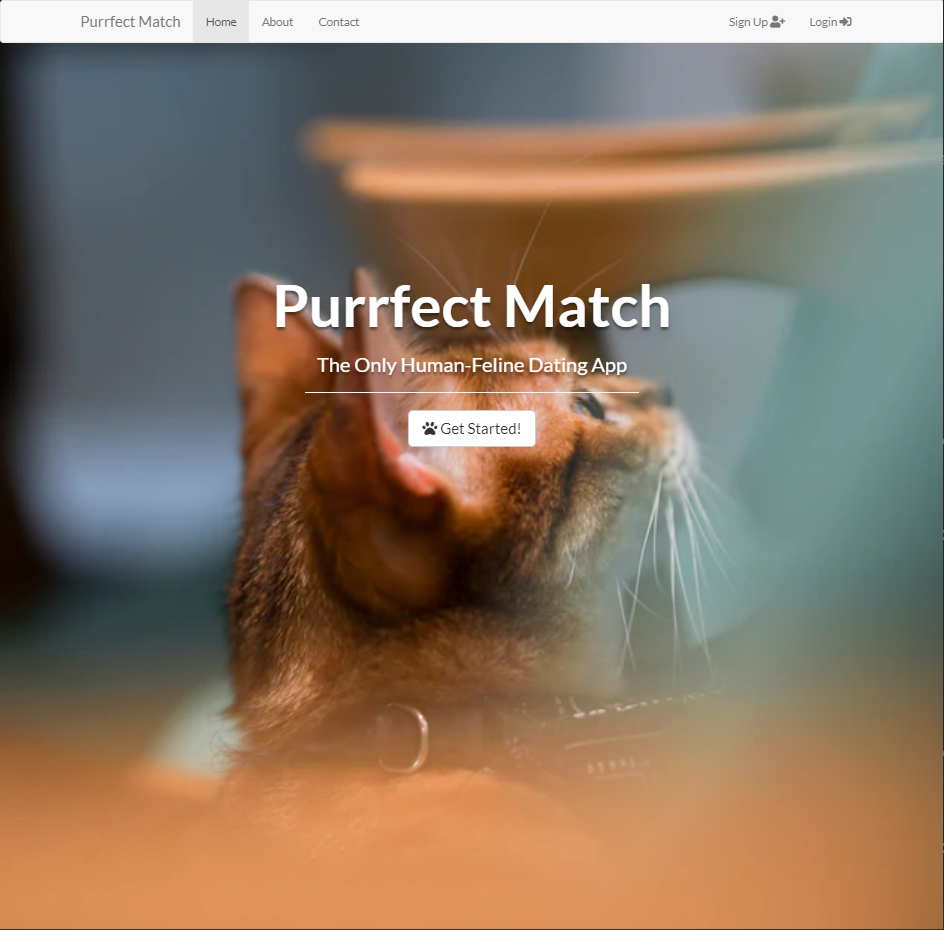 Purrfect Match Home About Contact Sign Up Login
Purrfect Match
The Only Human-Feline Dating App
Get Started!